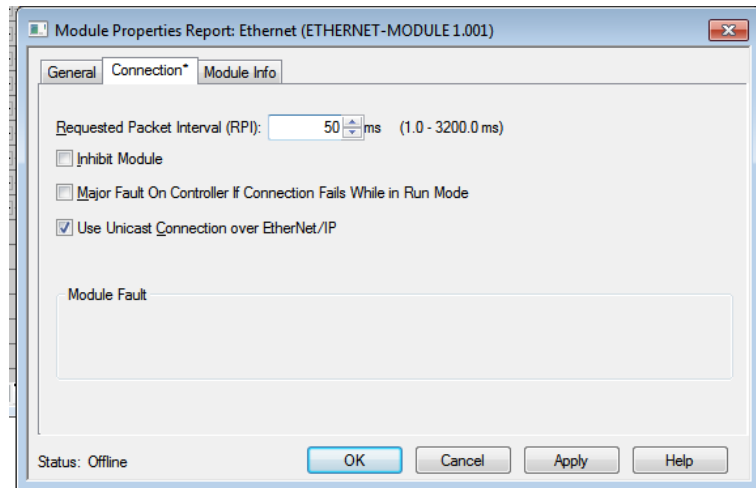 Module Properties Report: Ethernet (ETHERNET-MODULE 1.001)
General Connection* Module Info
Requested Packet Interval (RPI): 50 ms (1.0 - 3200.0 ms)
Inhibit Module
Major Fault On Controller If Connection Fails While in Run Mode
Use Unicast Connection over EtherNet/IP
Module Fault
Status: Offline OK Cancel Apply Help